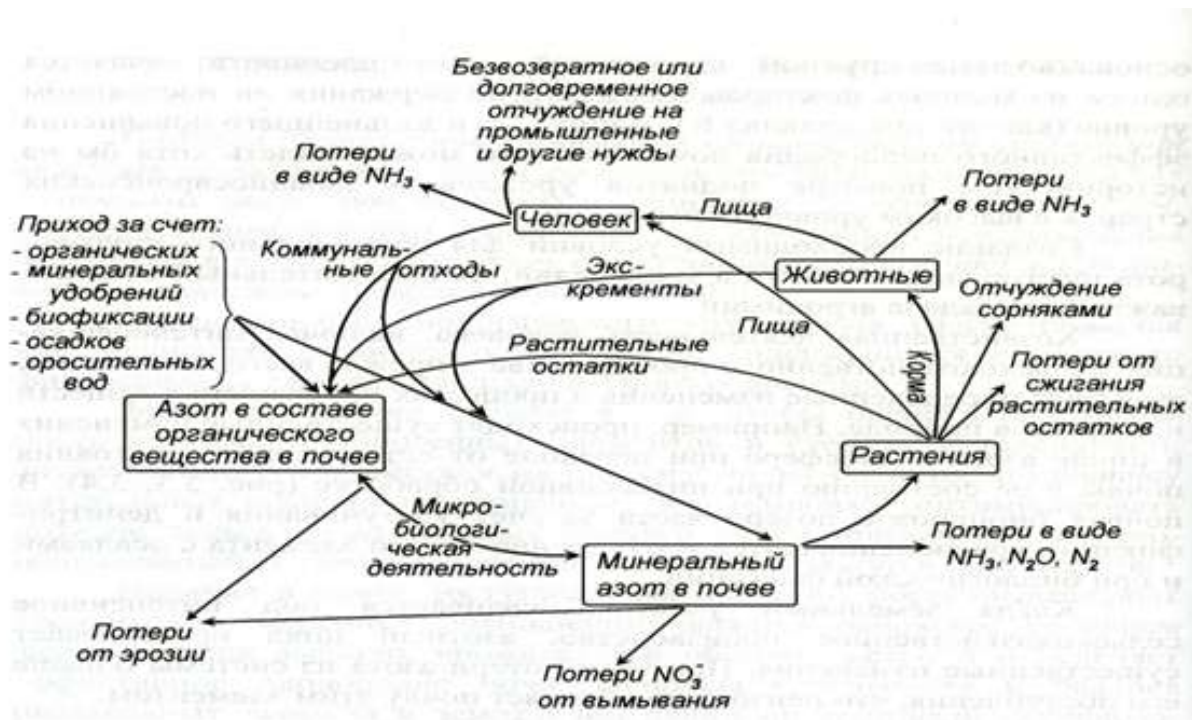 Безвозвратное или
долговременное
отчуждение на
промышленные
и другие нужды
Потери
в виде NH₃
Потери
в виде NH₃
Человек
Пища
Приход за счет:
- органических
- минеральных
удобрений
- биофиксации
- осадков
- оросительных
вод
Коммуналь-
ные отходы
Экс-
кременты
Животные
Пища
Отчуждение
сорняками
Растительные
остатки
Корма
Потери от
сжигания
растительных
остатков
Азот в составе
органического
вещества в почве
Растения
Микро-
биологи-
ческая
деятельность
Минеральный
азот в почве
Потери в виде
NH₃, N₂O, N₂
Потери
от эрозии
Потери NO₃⁻
от вымывания